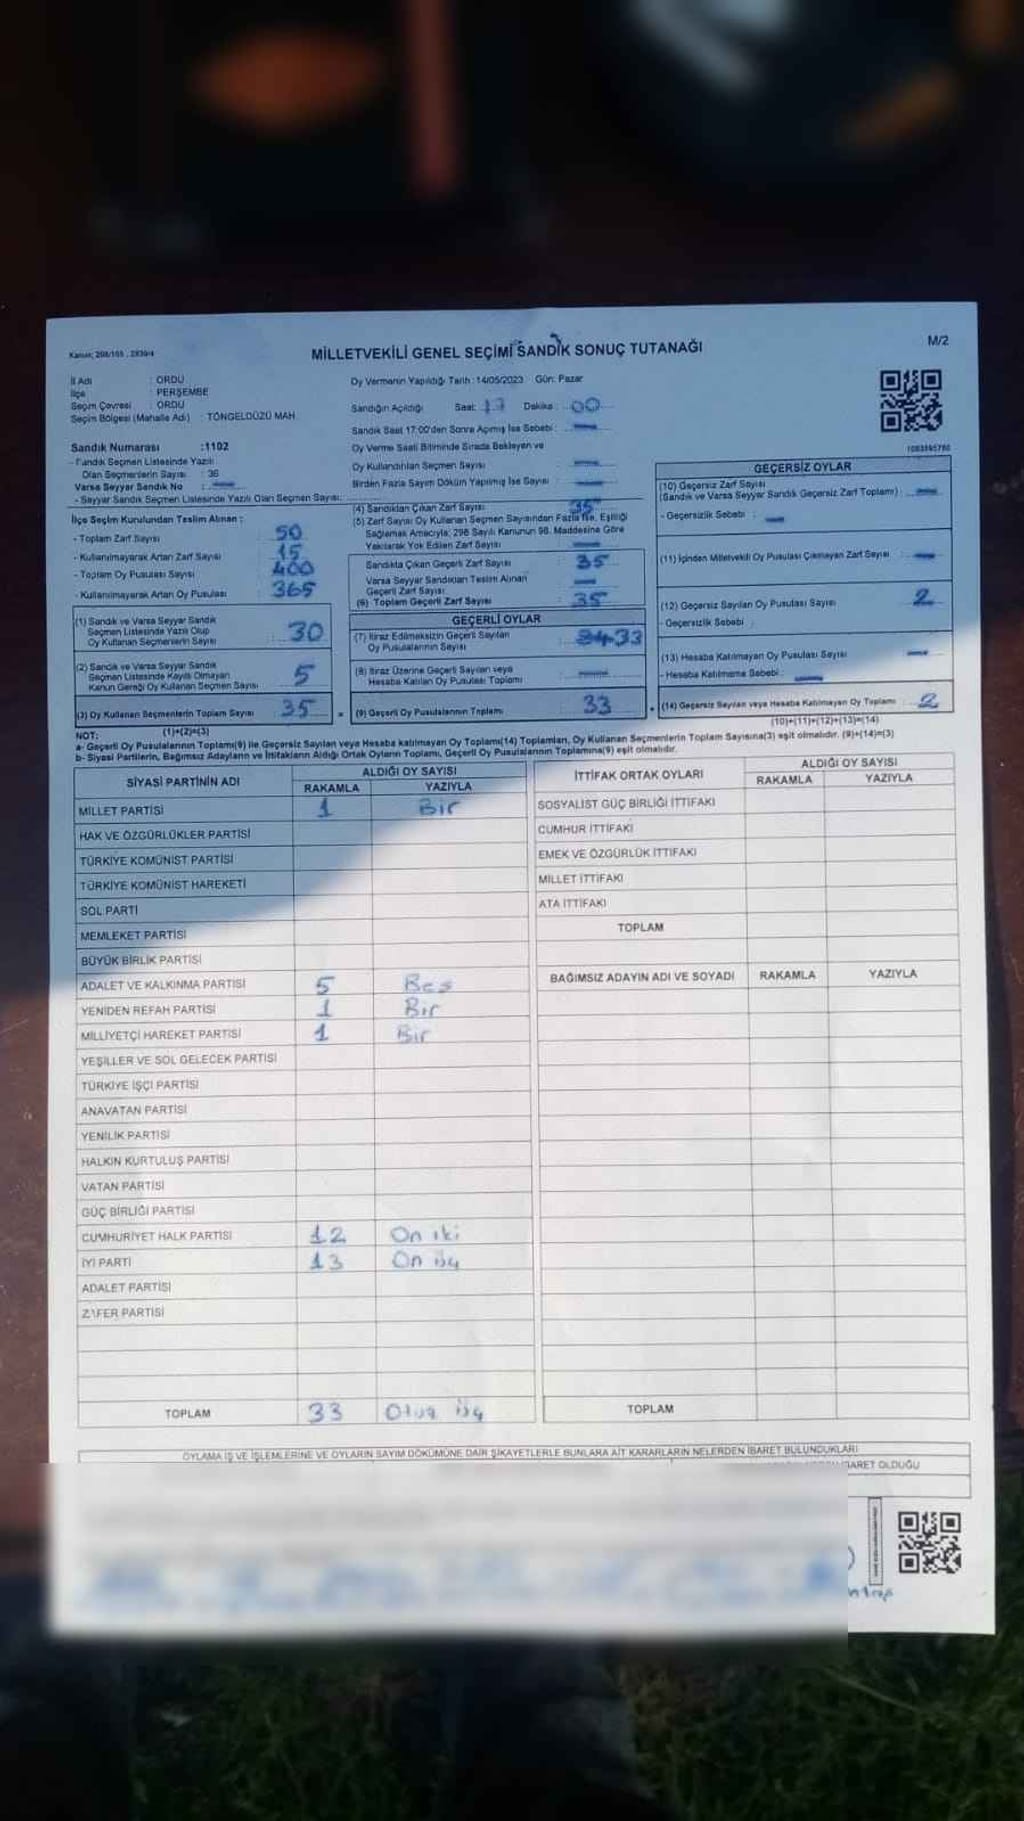 Kanun: 298/105 , 2839/4
MİLLETVEKİLİ GENEL SEÇİMİ SANDIK SONUÇ TUTANAĞI
M/2
İl Adı : ORDU
İlçe : PERŞEMBE
Seçim Çevresi : ORDU
Seçim Bölgesi (Mahalle Adı) : TÖNGELDÜZÜ MAH.
Oy Vermenin Yapıldığı Tarih : 14/05/2023 Gün: Pazar
Sandığın Açıldığı Saat: 17 Dakika : 00
Sandık Saat 17:00'den Sonra Açımış İse Sebebi : —
Sandık Numarası :1102
- Sandık Seçmen Listesinde Yazılı
Olan Seçmenlerin Sayısı : 36
Varsa Seyyar Sandık No : —
- Seyyar Sandık Seçmen Listesinde Yazılı Olan Seçmen Sayısı:
Oy Verme Saati Bitiminde Sırada Bekleyen ve
Oy Kullandırılan Seçmen Sayısı —
Birden Fazla Sayım Döküm Yapılmış İse Sayısı —
İlçe Seçim Kurulundan Teslim Alınan :
- Toplam Zarf Sayısı : 50
- Kullanılmayarak Artan Zarf Sayısı : 15
- Toplam Oy Pusulası Sayısı : 400
- Kullanılmayarak Artan Oy Pusulası : 365
(1) Sandık ve Varsa Seyyar Sandık
Seçmen Listesinde Yazılı Olup
Oy Kullanan Seçmenlerin Sayısı : 30
(2) Sandık ve Varsa Seyyar Sandık
Seçmen Listesinde Kayıtlı Olmayan
Kanun Gereği Oy Kullanan Seçmen Sayısı 5
(3) Oy Kullanan Seçmenlerin Toplam Sayısı : 35
(1)+(2)=(3)
(4) Sandıktan Çıkan Zarf Sayısı : 35
(5) Zarf Sayısı Oy Kullanan Seçmen Sayısından Fazla İse, Eşitliği
Sağlamak Amacıyla; 298 Sayılı Kanunun 98. Maddesine Göre
Yakılarak Yok Edilen Zarf Sayısı —
Sandıkta Çıkan Geçerli Zarf Sayısı : 35
Varsa Seyyar Sandıktan Teslim Alınan
Geçerli Zarf Sayısı —
(6) Toplam Geçerli Zarf Sayısı : 35
GEÇERLİ OYLAR
(7) İtiraz Edilmeksizin Geçerli Sayılan
Oy Pusulalarının Sayısı : 34 33
(8) İtiraz Üzerine Geçerli Sayılan veya
Hesaba Katılan Oy Pusulası Toplamı : —
= (9) Geçerli Oy Pusulalarının Toplamı : 33
1083395760
GEÇERSİZ OYLAR
(10) Geçersiz Zarf Sayısı
(Sandık ve Varsa Seyyar Sandık Geçersiz Zarf Toplamı) : —
- Geçersizlik Sebebi : —
(11) İçinden Milletvekili Oy Pusulası Çıkmayan Zarf Sayısı : —
(12) Geçersiz Sayılan Oy Pusulası Sayısı : 2
- Geçersizlik Sebebi :
(13) Hesaba Katılmayan Oy Pusulası Sayısı : —
- Hesaba Katılmama Sebebi : —
+ (14) Geçersiz Sayılan veya Hesaba Katılmayan Oy Toplamı : 2
(10)+(11)+(12)+(13)=(14)
NOT:
a- Geçerli Oy Pusulalarının Toplamı(9) ile Geçersiz Sayılan veya Hesaba katılmayan Oy Toplamı(14) Toplamları, Oy Kullanan Seçmenlerin Toplam Sayısına(3) eşit olmalıdır. (9)+(14)=(3)
b- Siyasi Partilerin, Bağımsız Adayların ve İttifakların Aldığı Ortak Oyların Toplamı, Geçerli Oy Pusulalarının Toplamına(9) eşit olmalıdır.
SİYASİ PARTİNİN ADI ALDIĞI OY SAYISI
RAKAMLA YAZIYLA
MİLLET PARTİSİ 1 Bir
HAK VE ÖZGÜRLÜKLER PARTİSİ
TÜRKİYE KOMÜNİST PARTİSİ
TÜRKİYE KOMÜNİST HAREKETİ
SOL PARTİ
MEMLEKET PARTİSİ
BÜYÜK BİRLİK PARTİSİ
ADALET VE KALKINMA PARTİSİ 5 Bes
YENİDEN REFAH PARTİSİ 1 Bir
MİLLİYETÇİ HAREKET PARTİSİ 1 Bir
YEŞİLLER VE SOL GELECEK PARTİSİ
TÜRKİYE İŞÇİ PARTİSİ
ANAVATAN PARTİSİ
YENİLİK PARTİSİ
HALKIN KURTULUŞ PARTİSİ
VATAN PARTİSİ
GÜÇ BİRLİĞİ PARTİSİ
CUMHURİYET HALK PARTİSİ 12 On iki
İYİ PARTİ 13 On üç
ADALET PARTİSİ
ZAFER PARTİSİ
TOPLAM 33 Otuz üç
İTTİFAK ORTAK OYLARI ALDIĞI OY SAYISI
RAKAMLA YAZIYLA
SOSYALİST GÜÇ BİRLİĞİ İTTİFAKI
CUMHUR İTTİFAKI
EMEK VE ÖZGÜRLÜK İTTİFAKI
MİLLET İTTİFAKI
ATA İTTİFAKI
TOPLAM
BAĞIMSIZ ADAYIN ADI VE SOYADI RAKAMLA YAZIYLA
TOPLAM
OYLAMA İŞ VE İŞLEMLERİNE VE OYLARIN SAYIM DÖKÜMÜNE DAİR ŞİKAYETLERLE BUNLARA AİT KARARLARIN NELERDEN İBARET BULUNDUKLARI
İBARET OLDUĞU